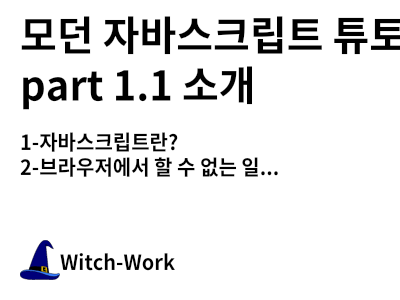 모던 자바스크립트 튜토
part 1.1 소개
1-자바스크립트란?
2-브라우저에서 할 수 없는 일...
Witch-Work